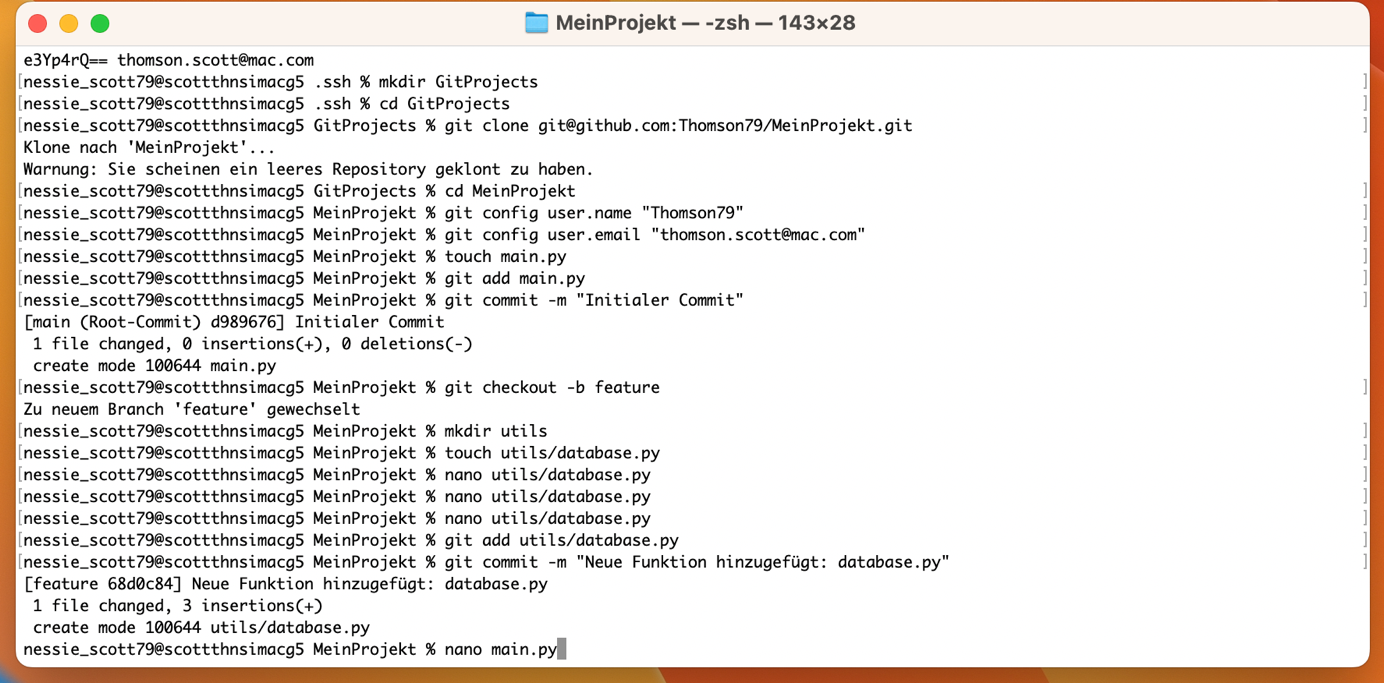 MeinProjekt — -zsh — 143×28
e3Yp4rQ== thomson.scott@mac.com
[nessie_scott79@scottthnsimacg5 .ssh % mkdir GitProjects ]
[nessie_scott79@scottthnsimacg5 .ssh % cd GitProjects ]
[nessie_scott79@scottthnsimacg5 GitProjects % git clone git@github.com:Thomson79/MeinProjekt.git ]
Klone nach 'MeinProjekt'...
Warnung: Sie scheinen ein leeres Repository geklont zu haben.
[nessie_scott79@scottthnsimacg5 GitProjects % cd MeinProjekt ]
[nessie_scott79@scottthnsimacg5 MeinProjekt % git config user.name "Thomson79" ]
[nessie_scott79@scottthnsimacg5 MeinProjekt % git config user.email "thomson.scott@mac.com" ]
[nessie_scott79@scottthnsimacg5 MeinProjekt % touch main.py ]
[nessie_scott79@scottthnsimacg5 MeinProjekt % git add main.py ]
[nessie_scott79@scottthnsimacg5 MeinProjekt % git commit -m "Initialer Commit" ]
[main (Root-Commit) d989676] Initialer Commit
 1 file changed, 0 insertions(+), 0 deletions(-)
 create mode 100644 main.py
[nessie_scott79@scottthnsimacg5 MeinProjekt % git checkout -b feature ]
Zu neuem Branch 'feature' gewechselt
[nessie_scott79@scottthnsimacg5 MeinProjekt % mkdir utils ]
[nessie_scott79@scottthnsimacg5 MeinProjekt % touch utils/database.py ]
[nessie_scott79@scottthnsimacg5 MeinProjekt % nano utils/database.py ]
[nessie_scott79@scottthnsimacg5 MeinProjekt % nano utils/database.py ]
[nessie_scott79@scottthnsimacg5 MeinProjekt % nano utils/database.py ]
[nessie_scott79@scottthnsimacg5 MeinProjekt % git add utils/database.py ]
[nessie_scott79@scottthnsimacg5 MeinProjekt % git commit -m "Neue Funktion hinzugefügt: database.py" ]
[feature 68d0c84] Neue Funktion hinzugefügt: database.py
 1 file changed, 3 insertions(+)
 create mode 100644 utils/database.py
nessie_scott79@scottthnsimacg5 MeinProjekt % nano main.py